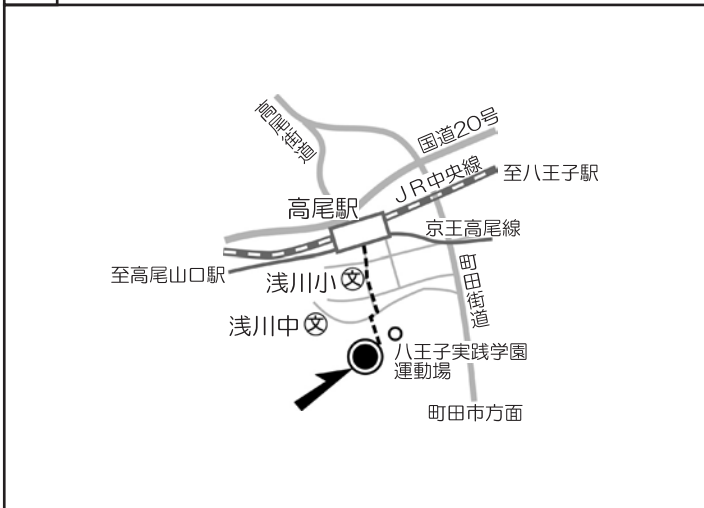 高尾街道
国道20号
JR中央線
至八王子駅
高尾駅
京王高尾線
至高尾山口駅
浅川小
文
町田街道
浅川中
文
八王子実践学園
運動場
町田市方面